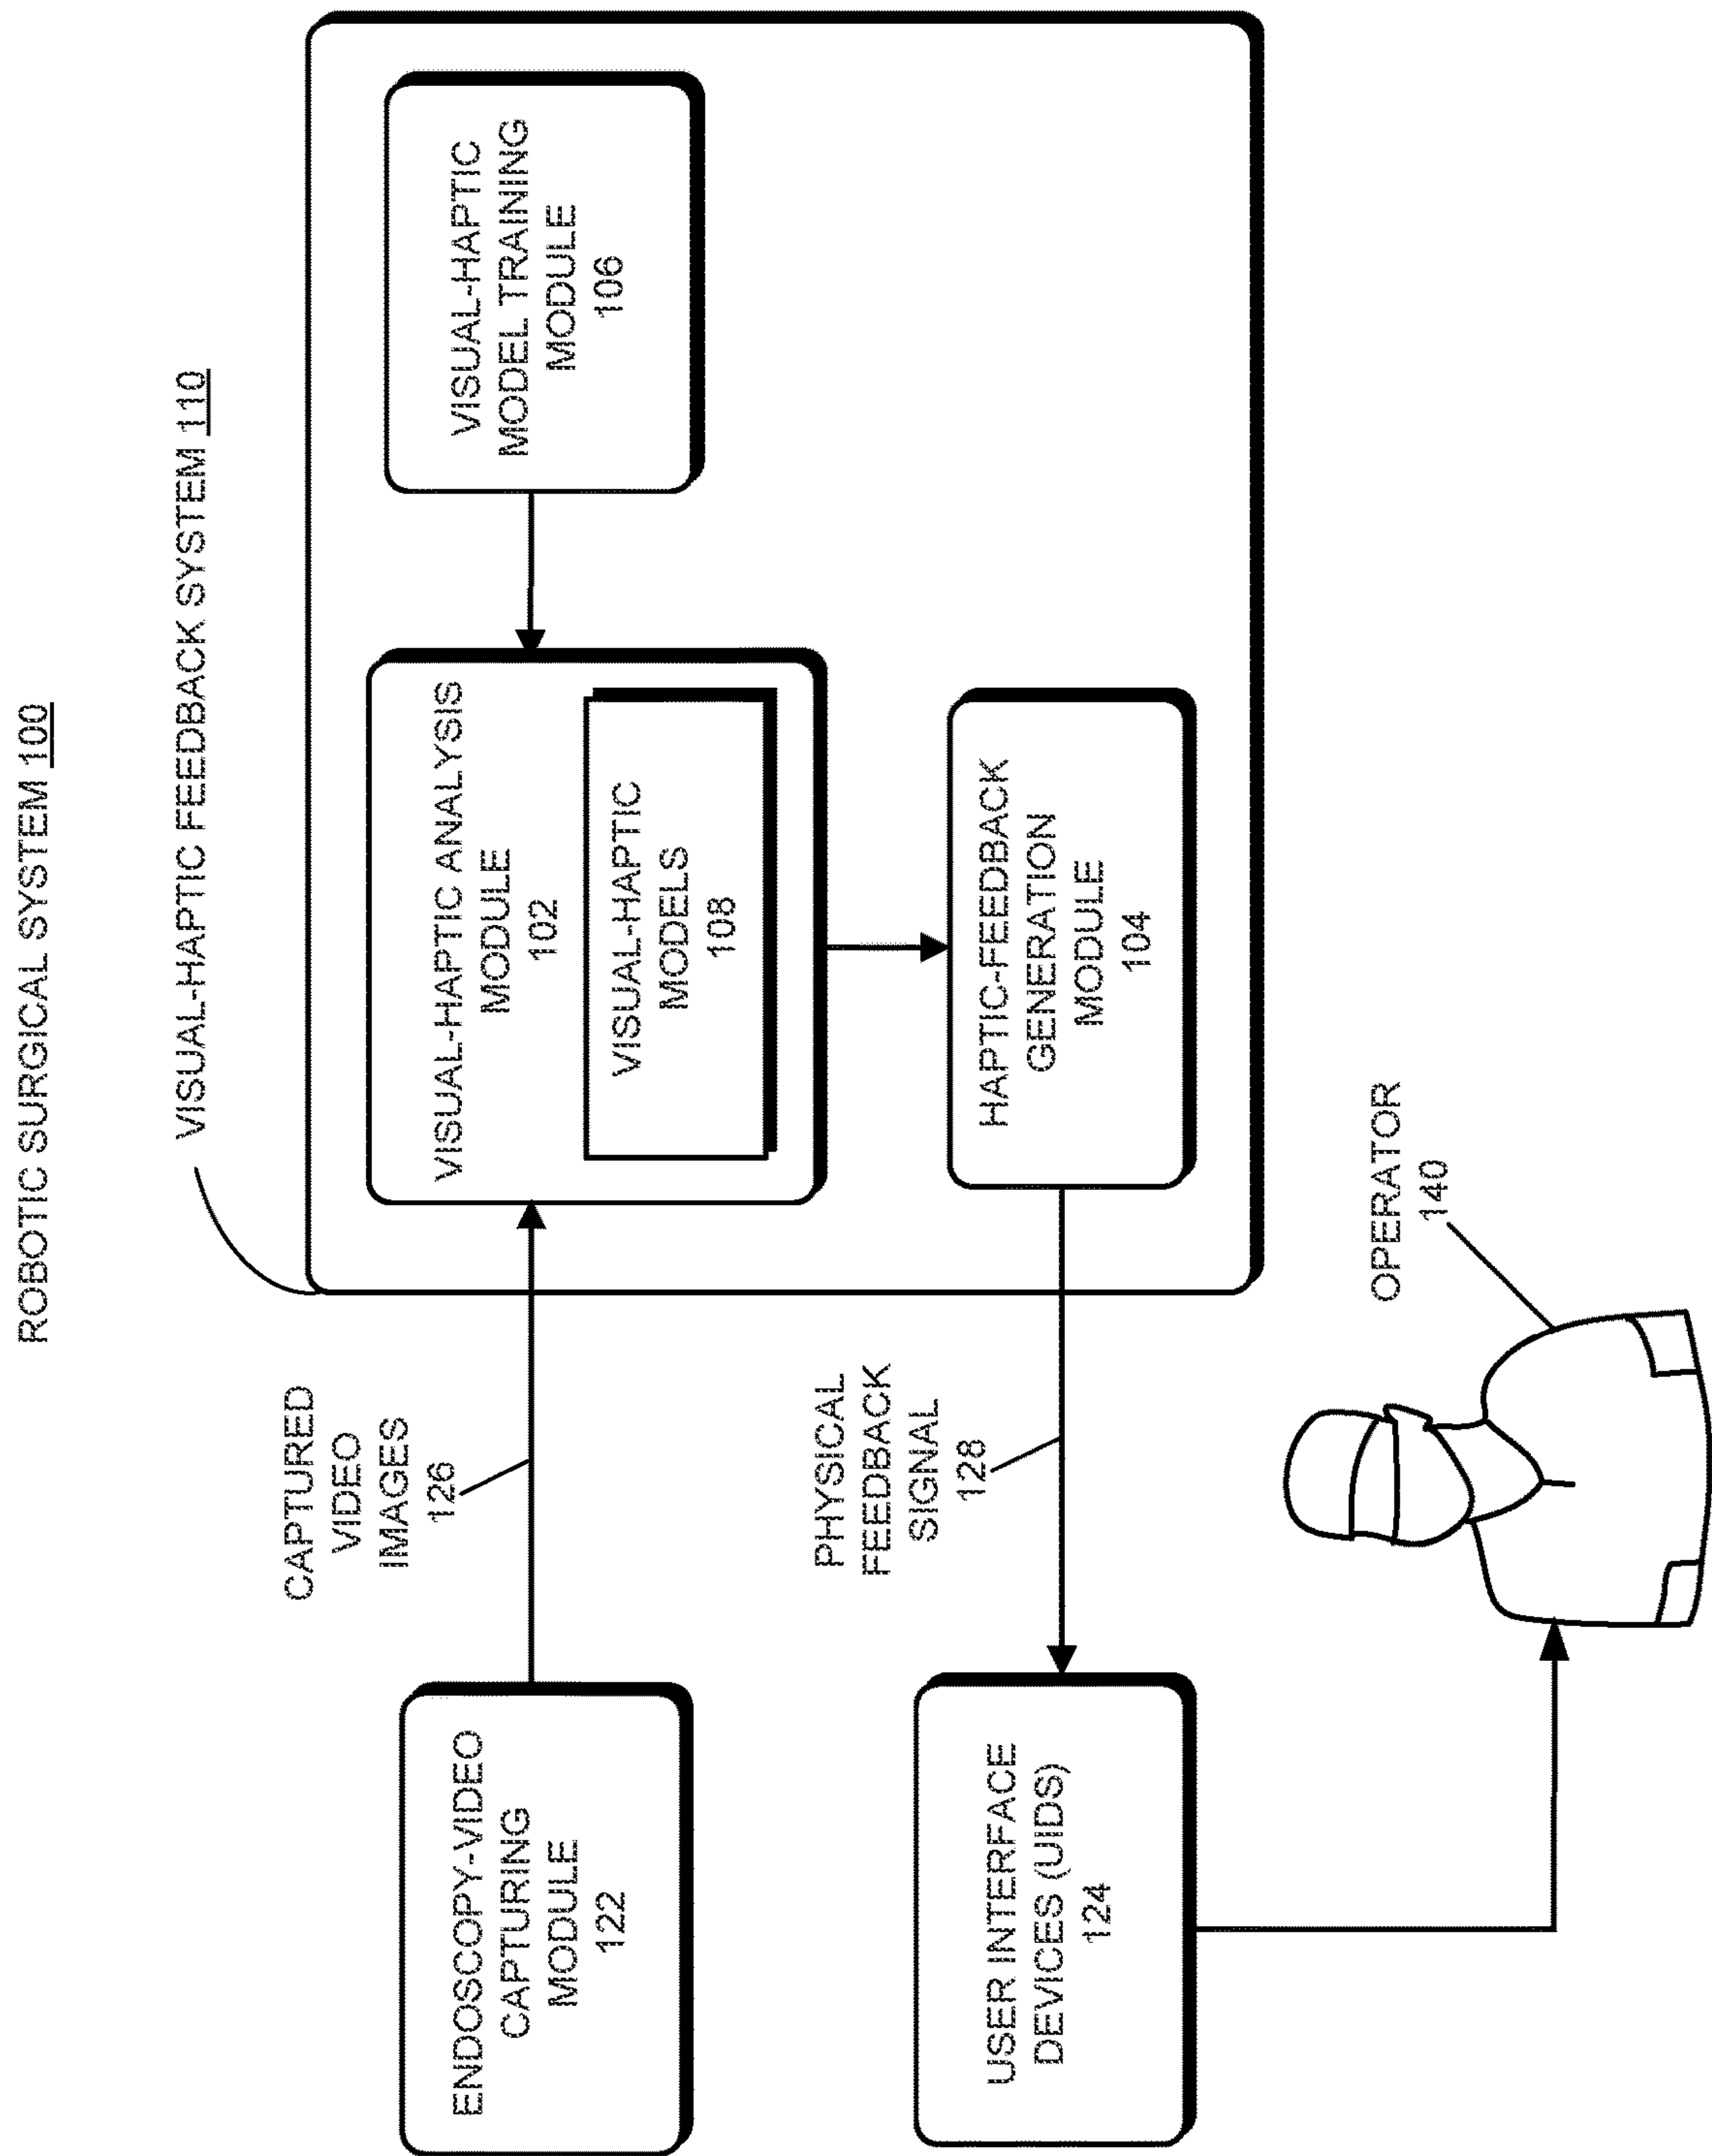 ROBOTIC SURGICAL SYSTEM 100
VISUAL-HAPTIC FEEDBACK SYSTEM 110
ENDOSCOPY-VIDEO
CAPTURING
MODULE
122
CAPTURED
VIDEO
IMAGES
126
VISUAL-HAPTIC ANALYSIS
MODULE
102
VISUAL-HAPTIC
MODELS
108
VISUAL-HAPTIC
MODEL TRAINING
MODULE
106
USER INTERFACE
DEVICES (UIDS)
124
PHYSICAL
FEEDBACK
SIGNAL
128
HAPTIC-FEEDBACK
GENERATION
MODULE
104
OPERATOR
140